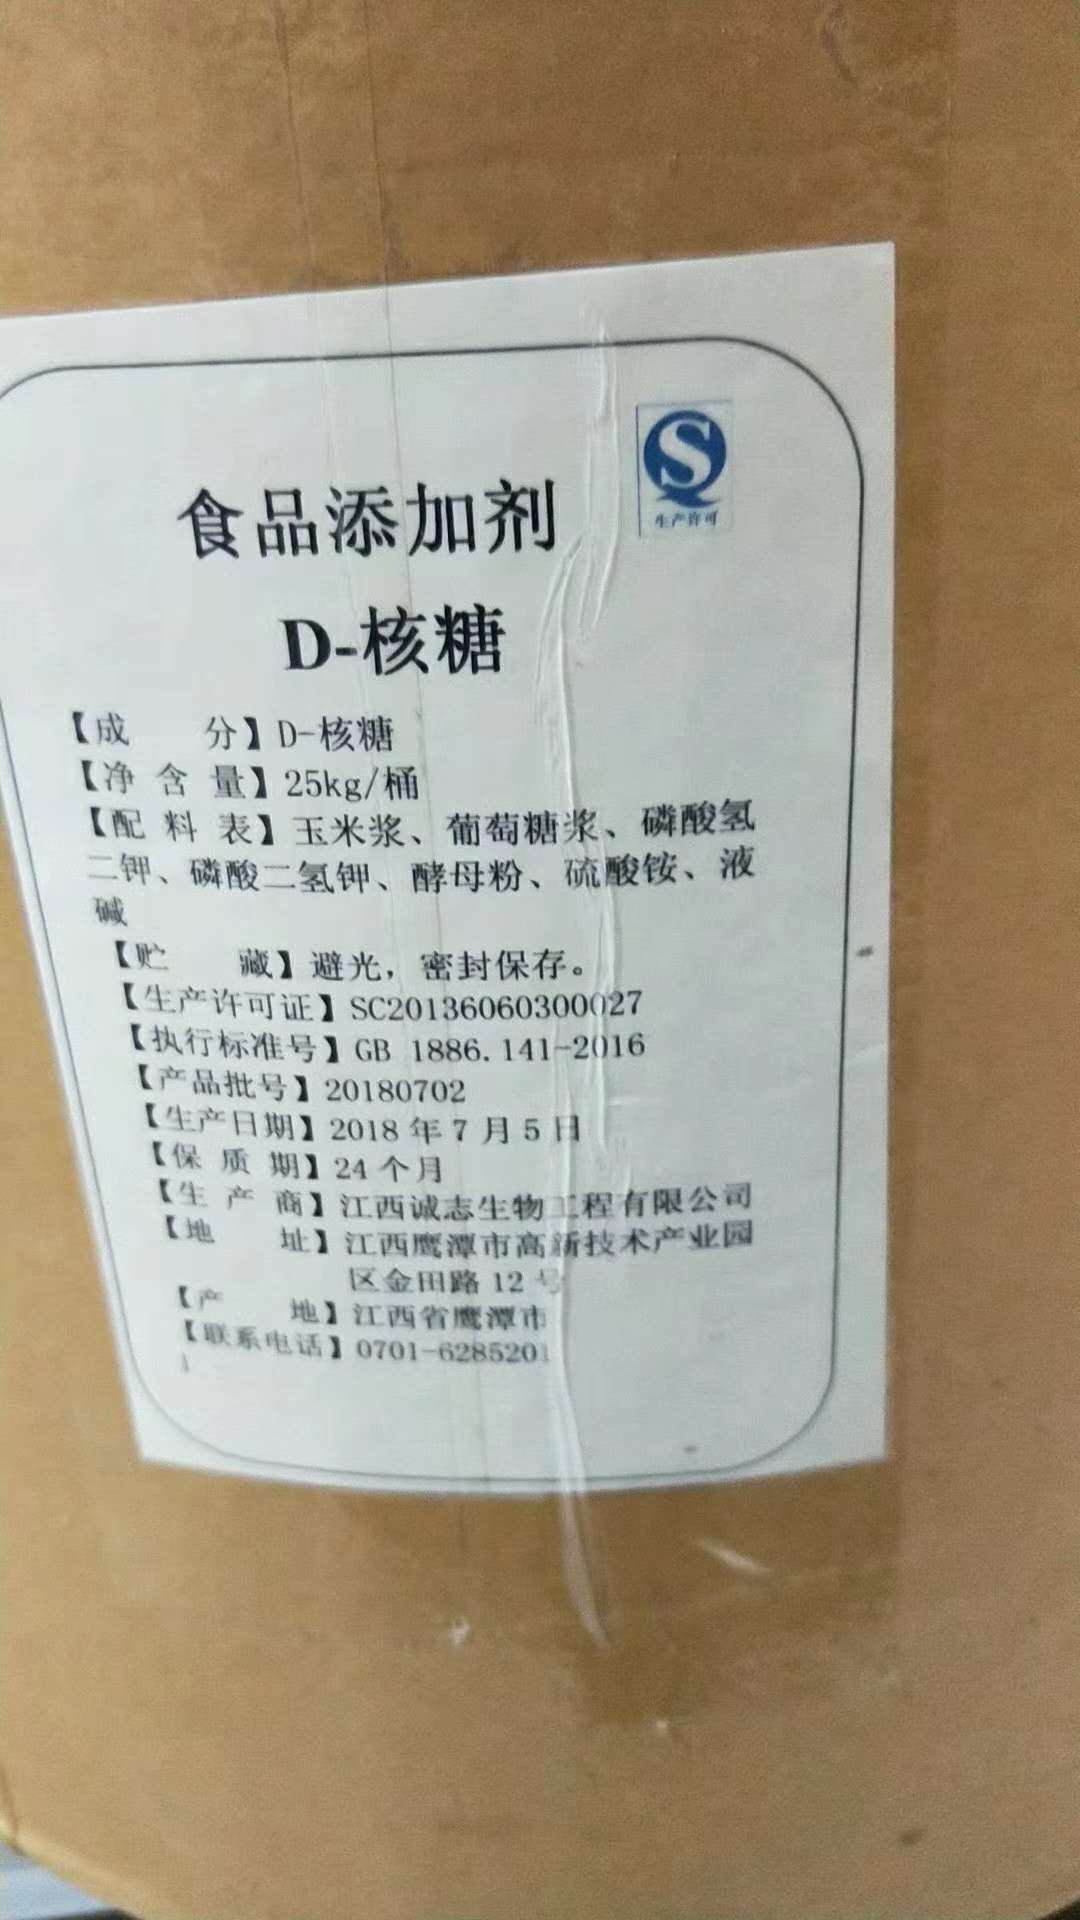 S
生产许可
食品添加剂
D-核糖
【成 分】D-核糖
【净含量】25kg/桶
【配料表】玉米浆、葡萄糖浆、磷酸氢
二钾、磷酸二氢钾、酵母粉、硫酸铵、液
碱
【贮 藏】避光，密封保存。
【生产许可证】SC20136060300027
【执行标准号】GB 1886.141-2016
【产品批号】20180702
【生产日期】2018年7月5日
【保质期】24个月
【生产商】江西诚志生物工程有限公司
【地 址】江西鹰潭市高新技术产业园
区金田路12号
【产 地】江西省鹰潭市
【联系电话】0701-6285201
1